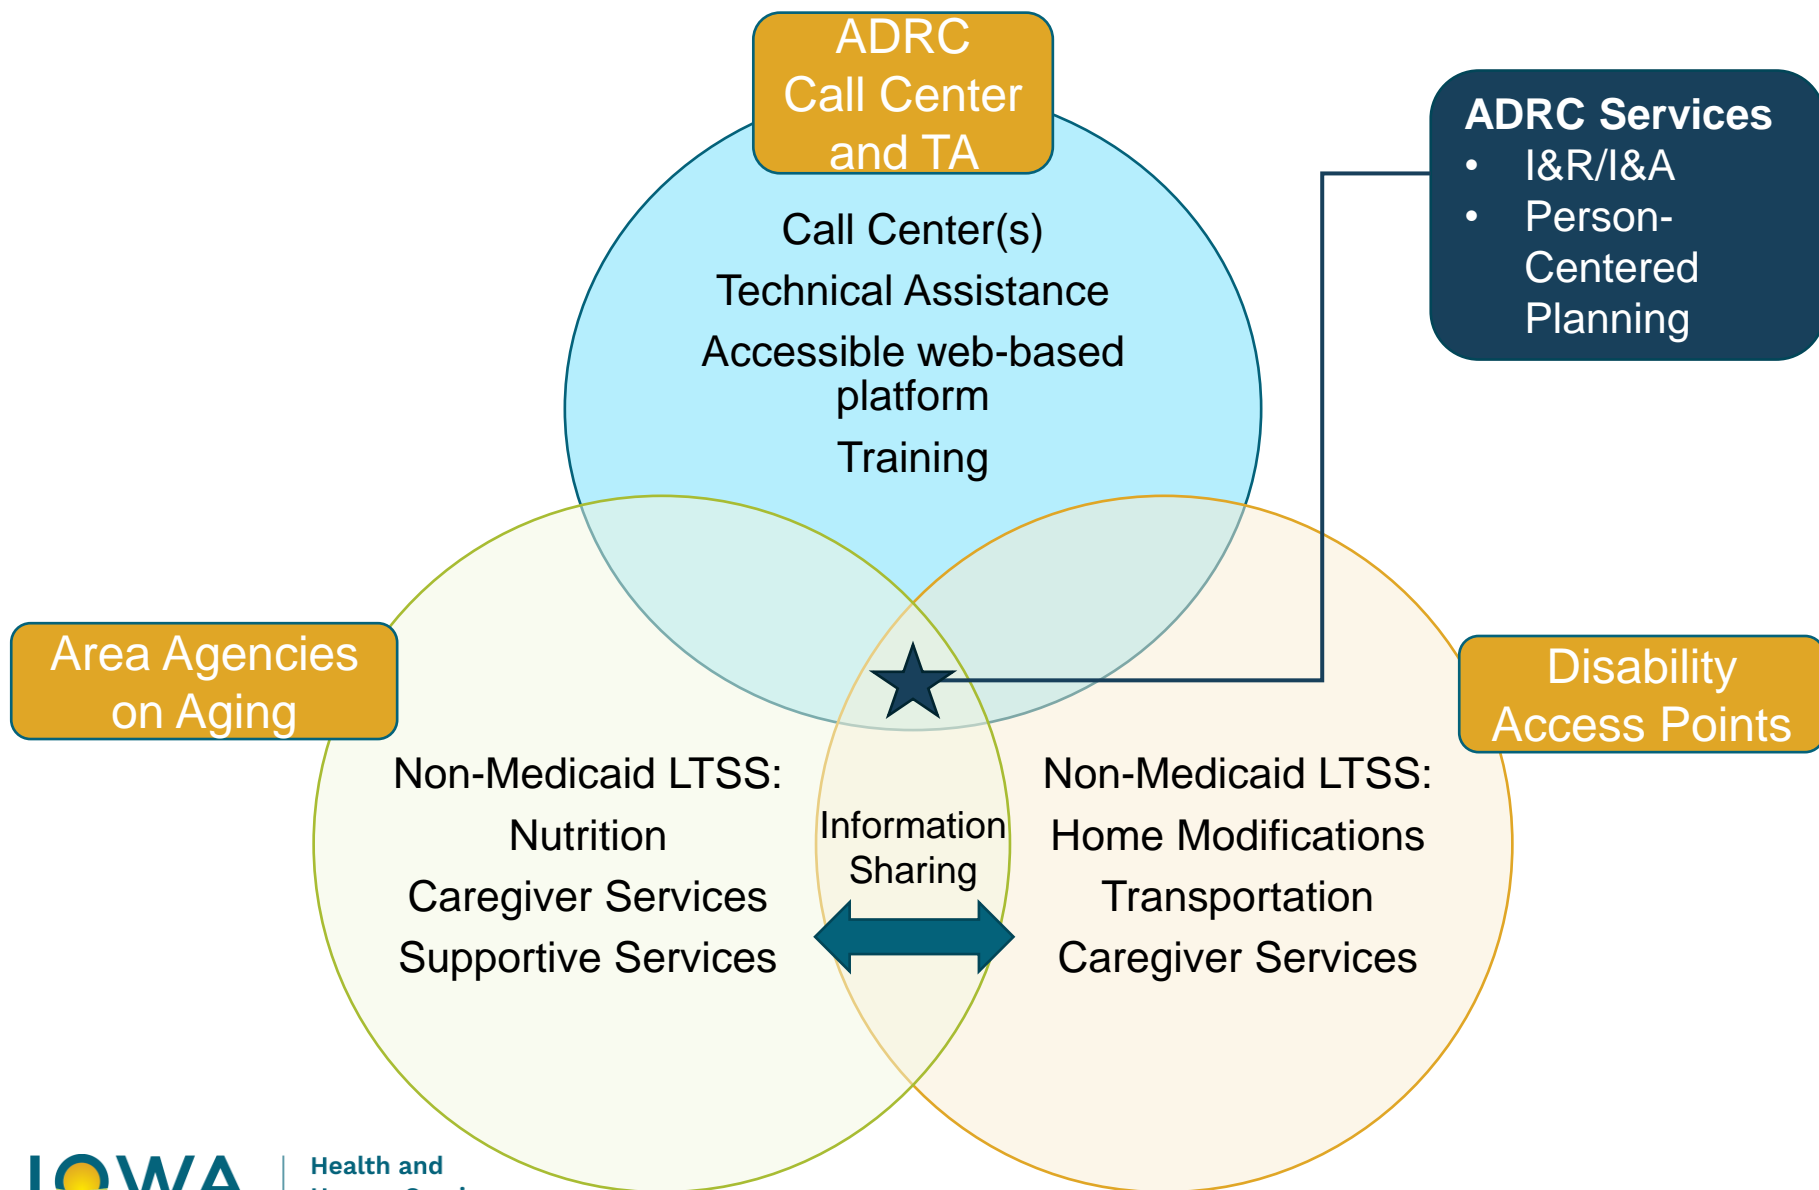 ADRC
Call Center
and TA
ADRC Services
• I&R/I&A
• Person-
Centered
Planning
Call Center(s)
Technical Assistance
Accessible web-based
platform
Training
Area Agencies
on Aging
Disability
Access Points
Non-Medicaid LTSS:
Nutrition
Caregiver Services
Supportive Services
Information
Sharing
Non-Medicaid LTSS:
Home Modifications
Transportation
Caregiver Services
IOWA
Health and